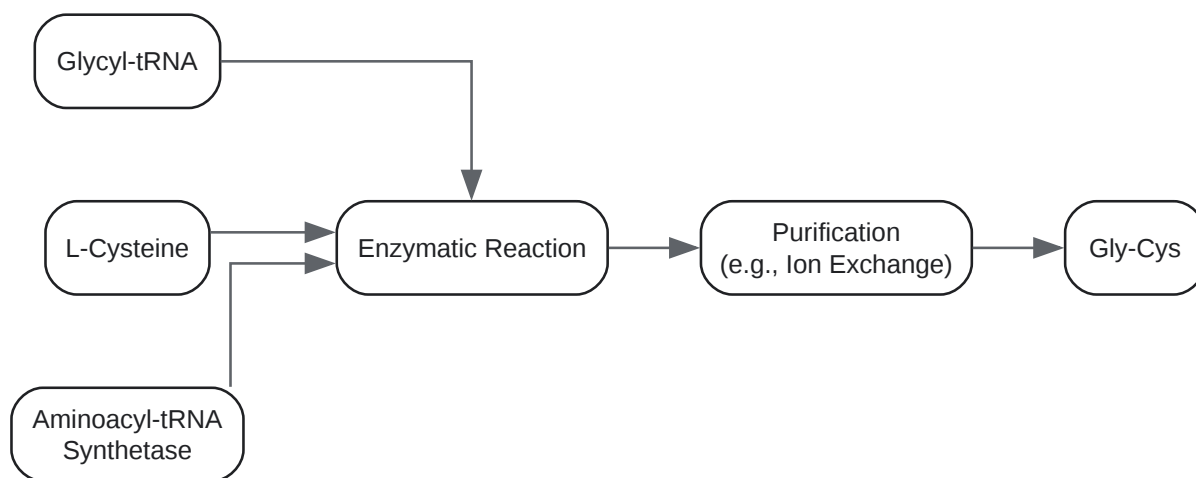 Glycyl-tRNA
L-Cysteine
Enzymatic Reaction
Purification
(e.g., Ion Exchange)
Gly-Cys
Aminoacyl-tRNA
Synthetase